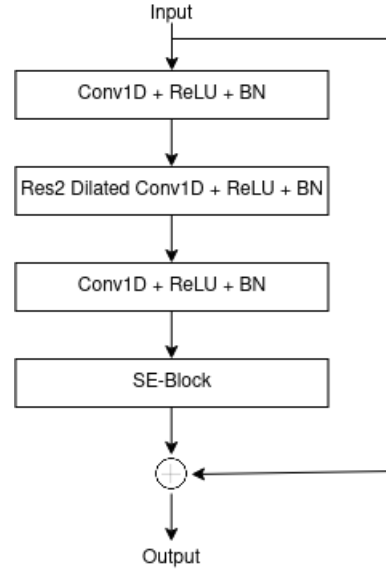 Input
Conv1D + ReLU + BN
Res2 Dilated Conv1D + ReLU + BN
Conv1D + ReLU + BN
SE-Block
Output